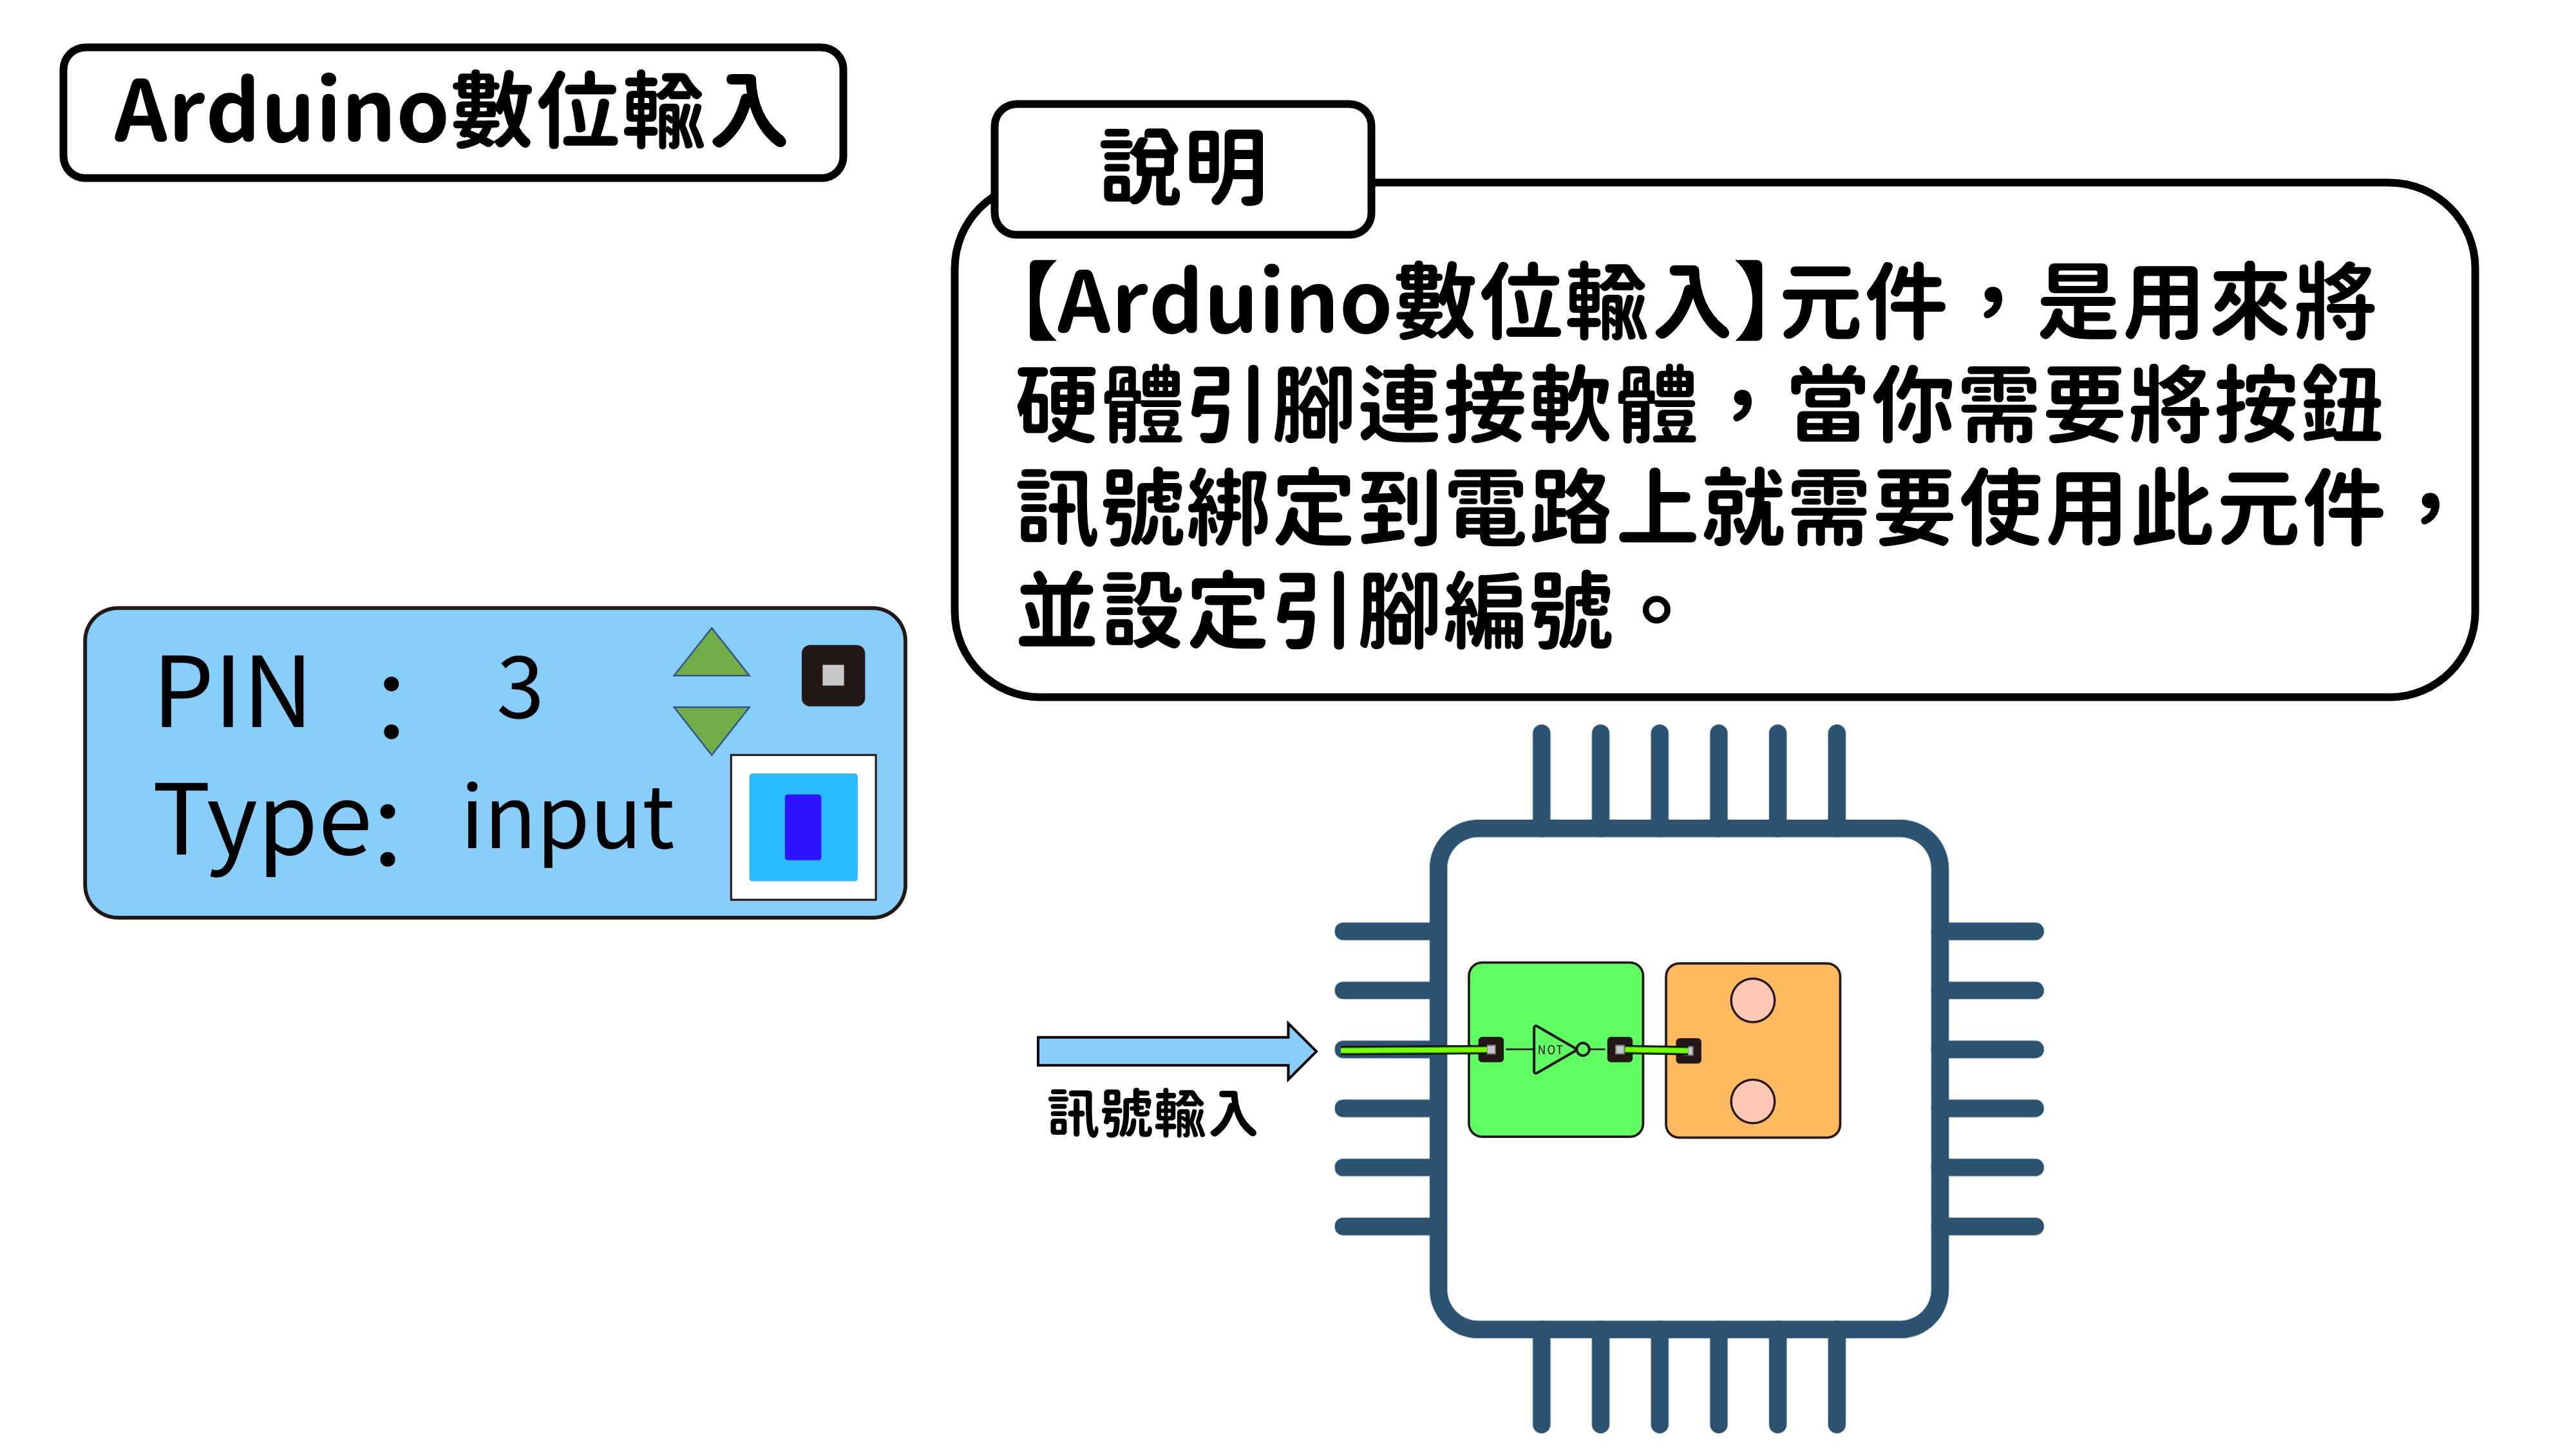 Arduino數位輸入
說明
【Arduino數位輸入】元件，是用來將
硬體引腳連接軟體，當你需要將按鈕
訊號綁定到電路上就需要使用此元件，
並設定引腳編號。
PIN : 3
Type: input
NOT
訊號輸入